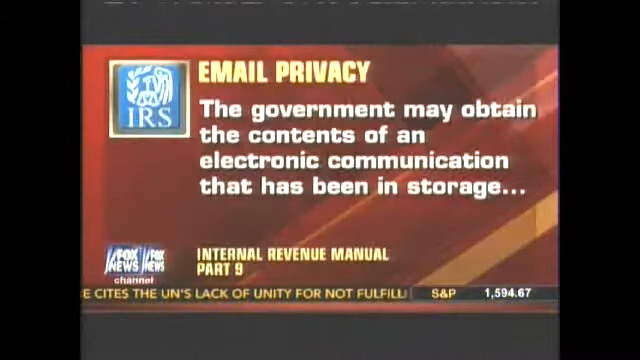 EMAIL PRIVACY
IRS
The government may obtain
the contents of an
electronic communication
that has been in storage...
INTERNAL REVENUE MANUAL
PART 9
FOX NEWS channel
FOX NEWS
E CITES THE UN'S LACK OF UNITY FOR NOT FULFILL
S&P 1,594.67